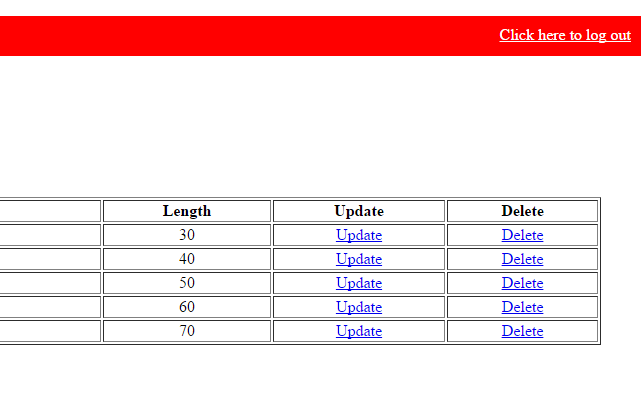 Click here to log out
Length Update Delete
30 Update Delete
40 Update Delete
50 Update Delete
60 Update Delete
70 Update Delete